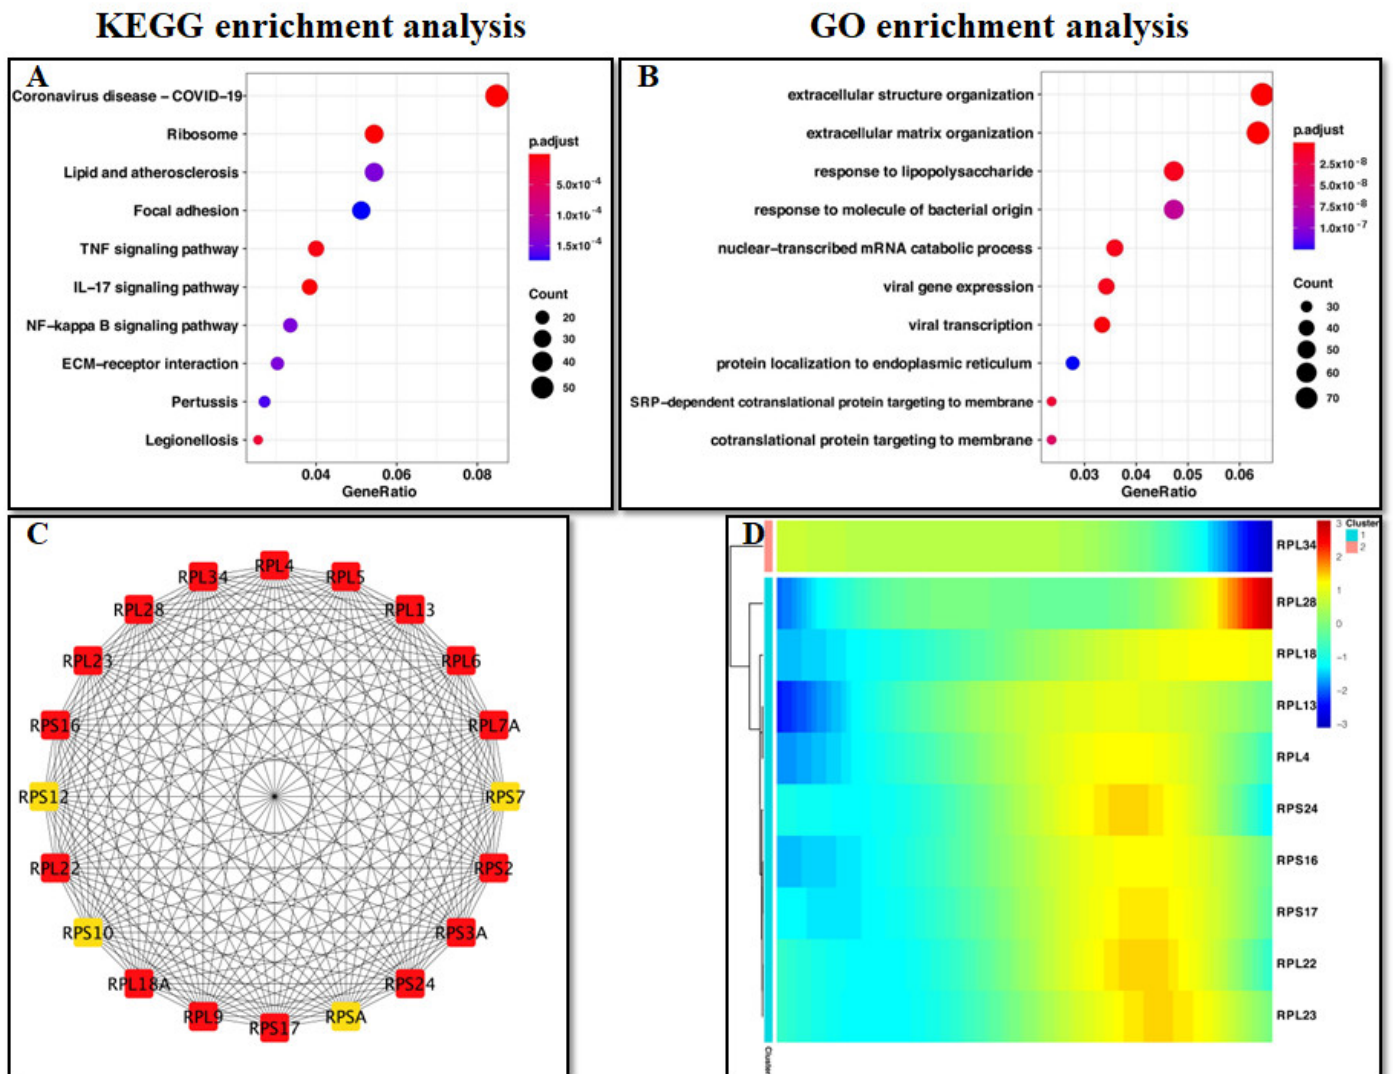 KEGG enrichment analysis
GO enrichment analysis
A
Coronavirus disease – COVID–19
Ribosome
Lipid and atherosclerosis
Focal adhesion
TNF signaling pathway
IL–17 signaling pathway
NF–kappa B signaling pathway
ECM–receptor interaction
Pertussis
Legionellosis
0.04 0.06 0.08
GeneRatio
p.adjust
5.0x10⁻⁴
1.0x10⁻⁴
1.5x10⁻⁴
Count
20
30
40
50
B
extracellular structure organization
extracellular matrix organization
response to lipopolysaccharide
response to molecule of bacterial origin
nuclear–transcribed mRNA catabolic process
viral gene expression
viral transcription
protein localization to endoplasmic reticulum
SRP–dependent cotranslational protein targeting to membrane
cotranslational protein targeting to membrane
0.03 0.04 0.05 0.06
GeneRatio
p.adjust
2.5x10⁻⁸
5.0x10⁻⁸
7.5x10⁻⁸
1.0x10⁻⁷
Count
30
40
50
60
70
C
RPL4
RPL34
RPL5
RPL28
RPL13
RPL23
RPL6
RPS16
RPL7A
RPS12
RPS7
RPL22
RPS2
RPS10
RPS3A
RPL18A
RPS24
RPL9
RPSA
RPS17
D
RPL34
RPL28
RPL18
RPL13
RPL4
RPS24
RPS16
RPS17
RPL22
RPL23
3
2
1
0
−1
−2
−3
Cluster
1
2
Cluster